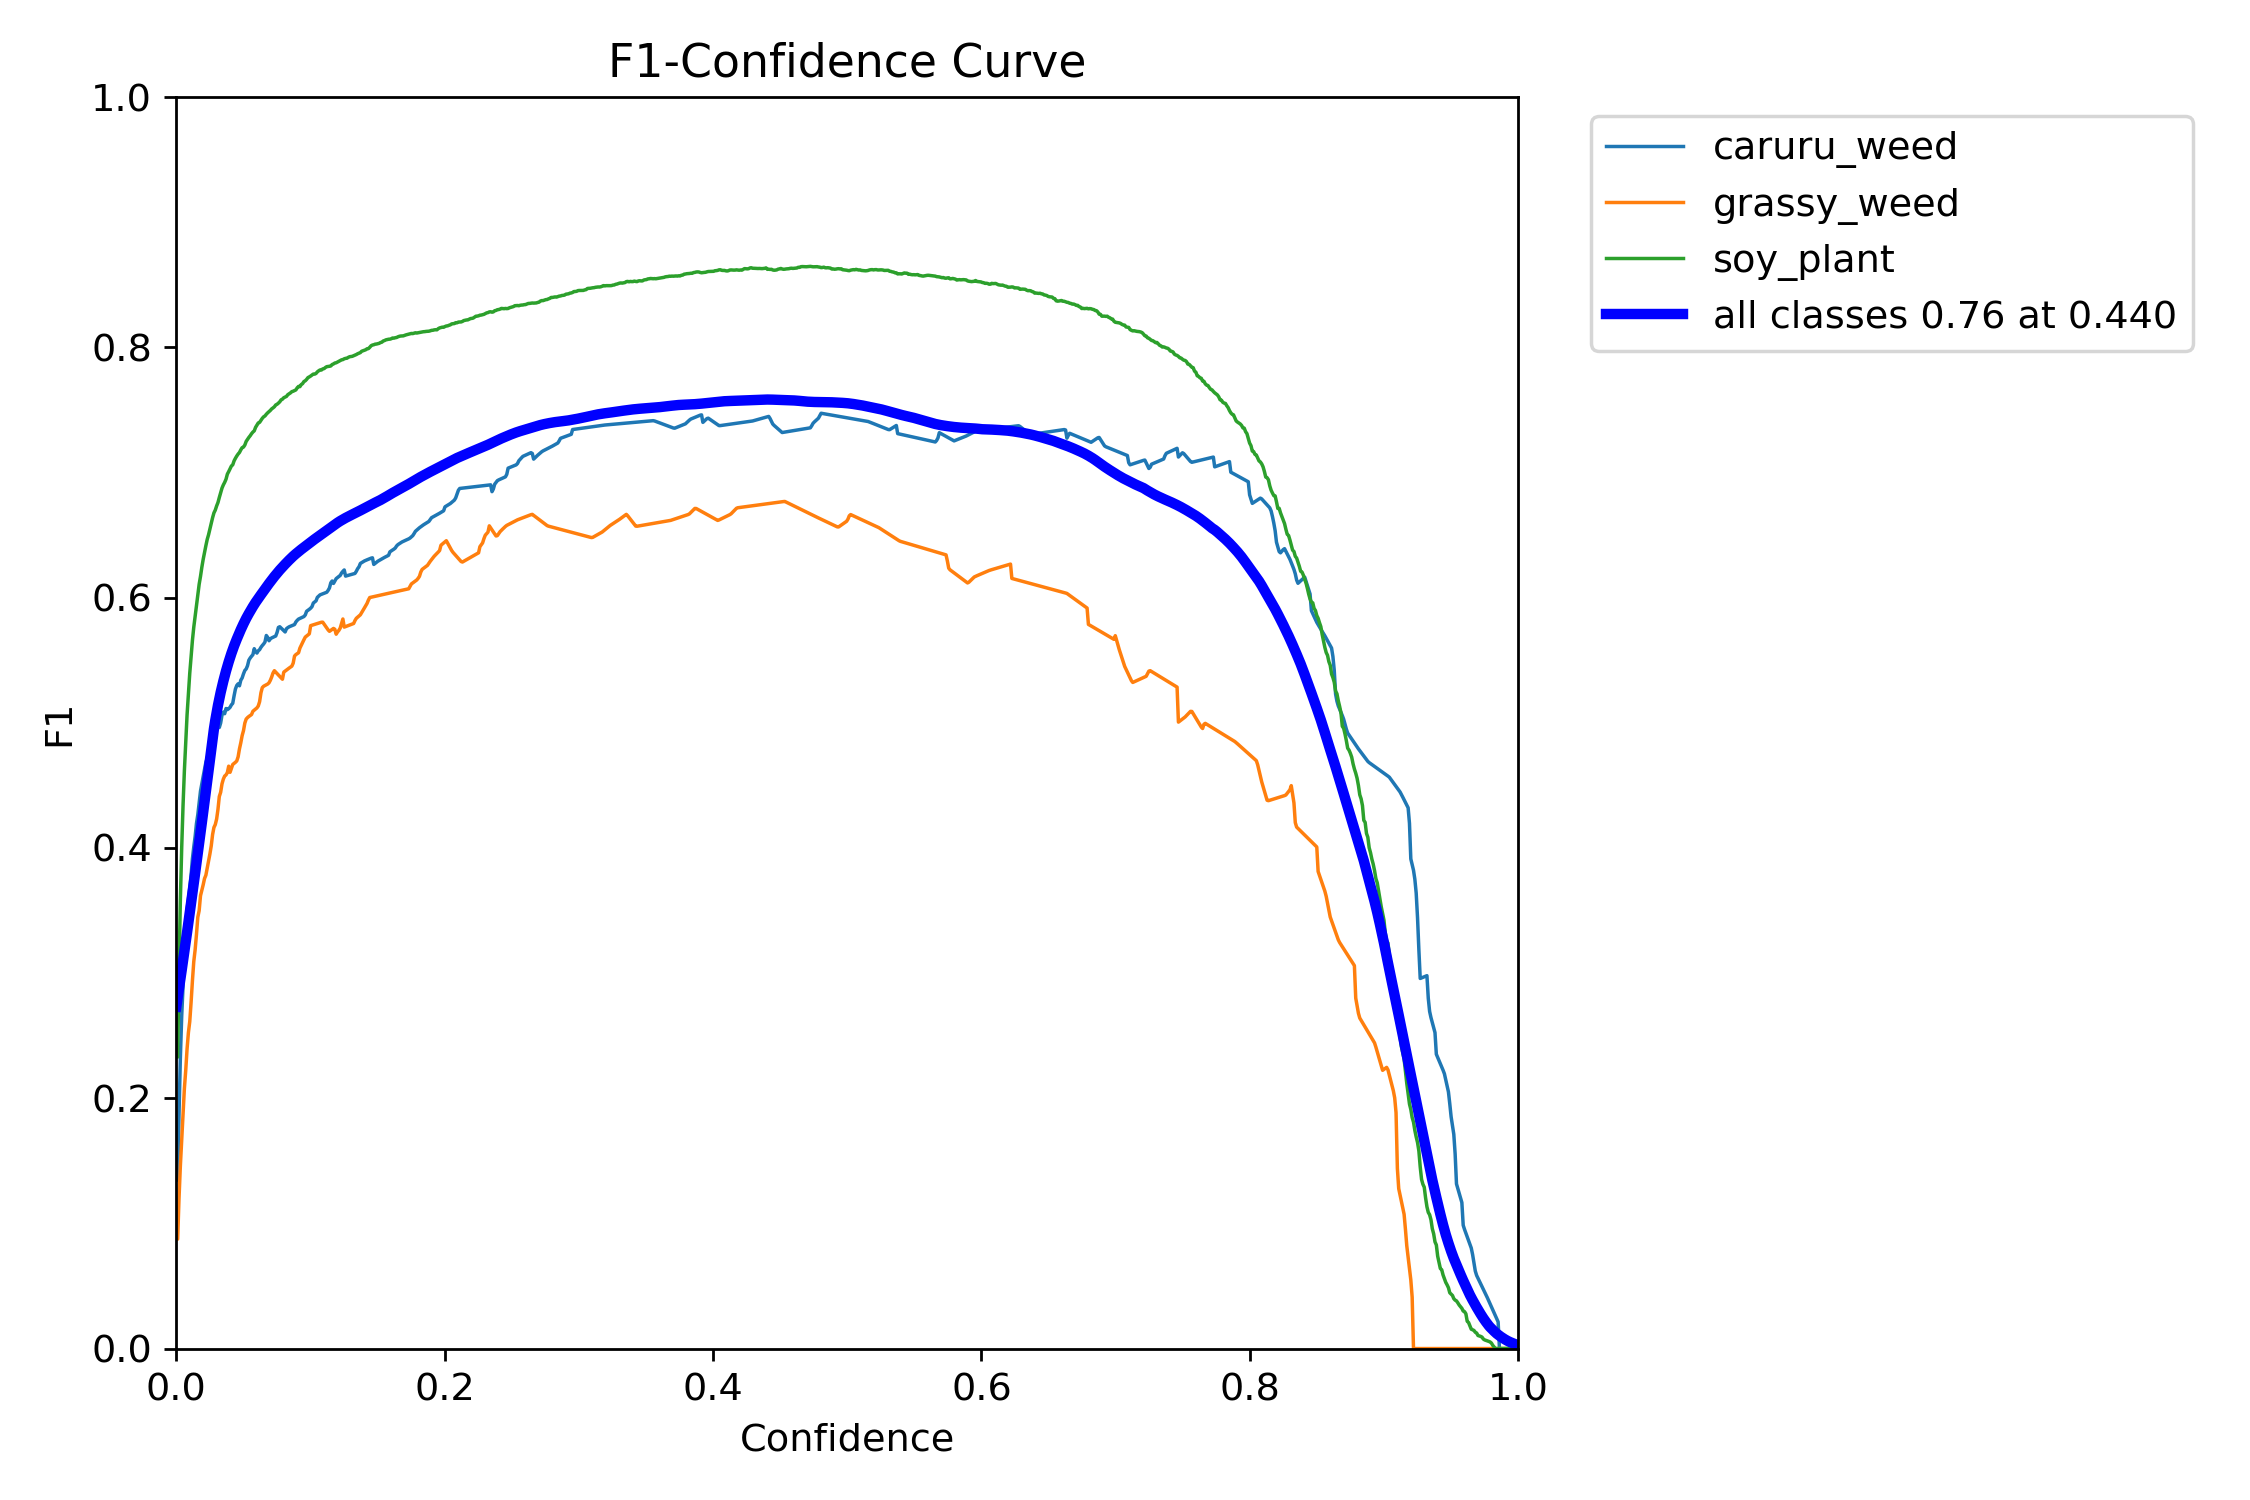 F1-Confidence Curve
1.0
0.8
0.6
0.4
0.2
0.0
F1
0.0 0.2 0.4 0.6 0.8 1.0
Confidence
caruru_weed
grassy_weed
soy_plant
all classes 0.76 at 0.440